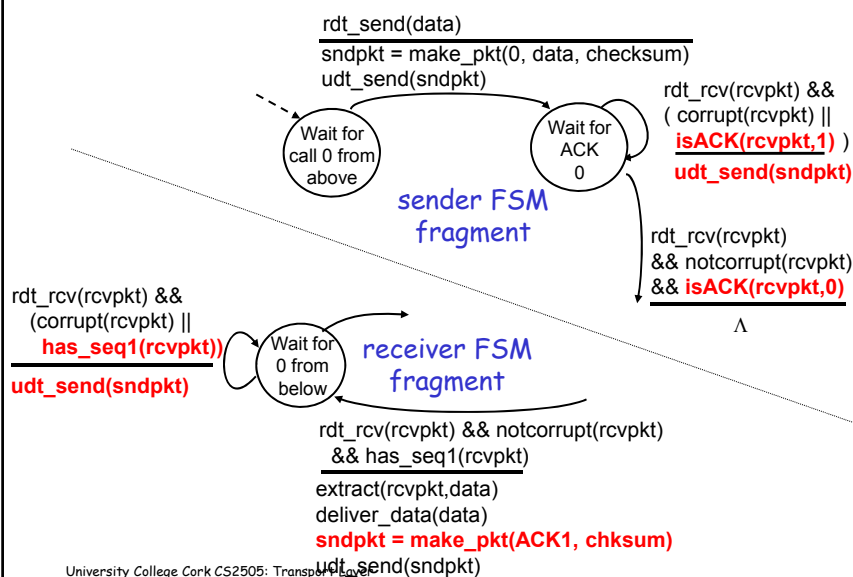 rdt_send(data)
sndpkt = make_pkt(0, data, checksum)
udt_send(sndpkt)
Wait for
call 0 from
above
Wait for
ACK
0
rdt_rcv(rcvpkt) &&
( corrupt(rcvpkt) ||
isACK(rcvpkt,1) )
udt_send(sndpkt)
sender FSM
fragment
rdt_rcv(rcvpkt)
&& notcorrupt(rcvpkt)
&& isACK(rcvpkt,0)
Λ
rdt_rcv(rcvpkt) &&
(corrupt(rcvpkt) ||
has_seq1(rcvpkt))
udt_send(sndpkt)
Wait for
0 from
below
receiver FSM
fragment
rdt_rcv(rcvpkt) && notcorrupt(rcvpkt)
&& has_seq1(rcvpkt)
extract(rcvpkt,data)
deliver_data(data)
sndpkt = make_pkt(ACK1, chksum)
udt_send(sndpkt)
University College Cork CS2505: Transport Layer